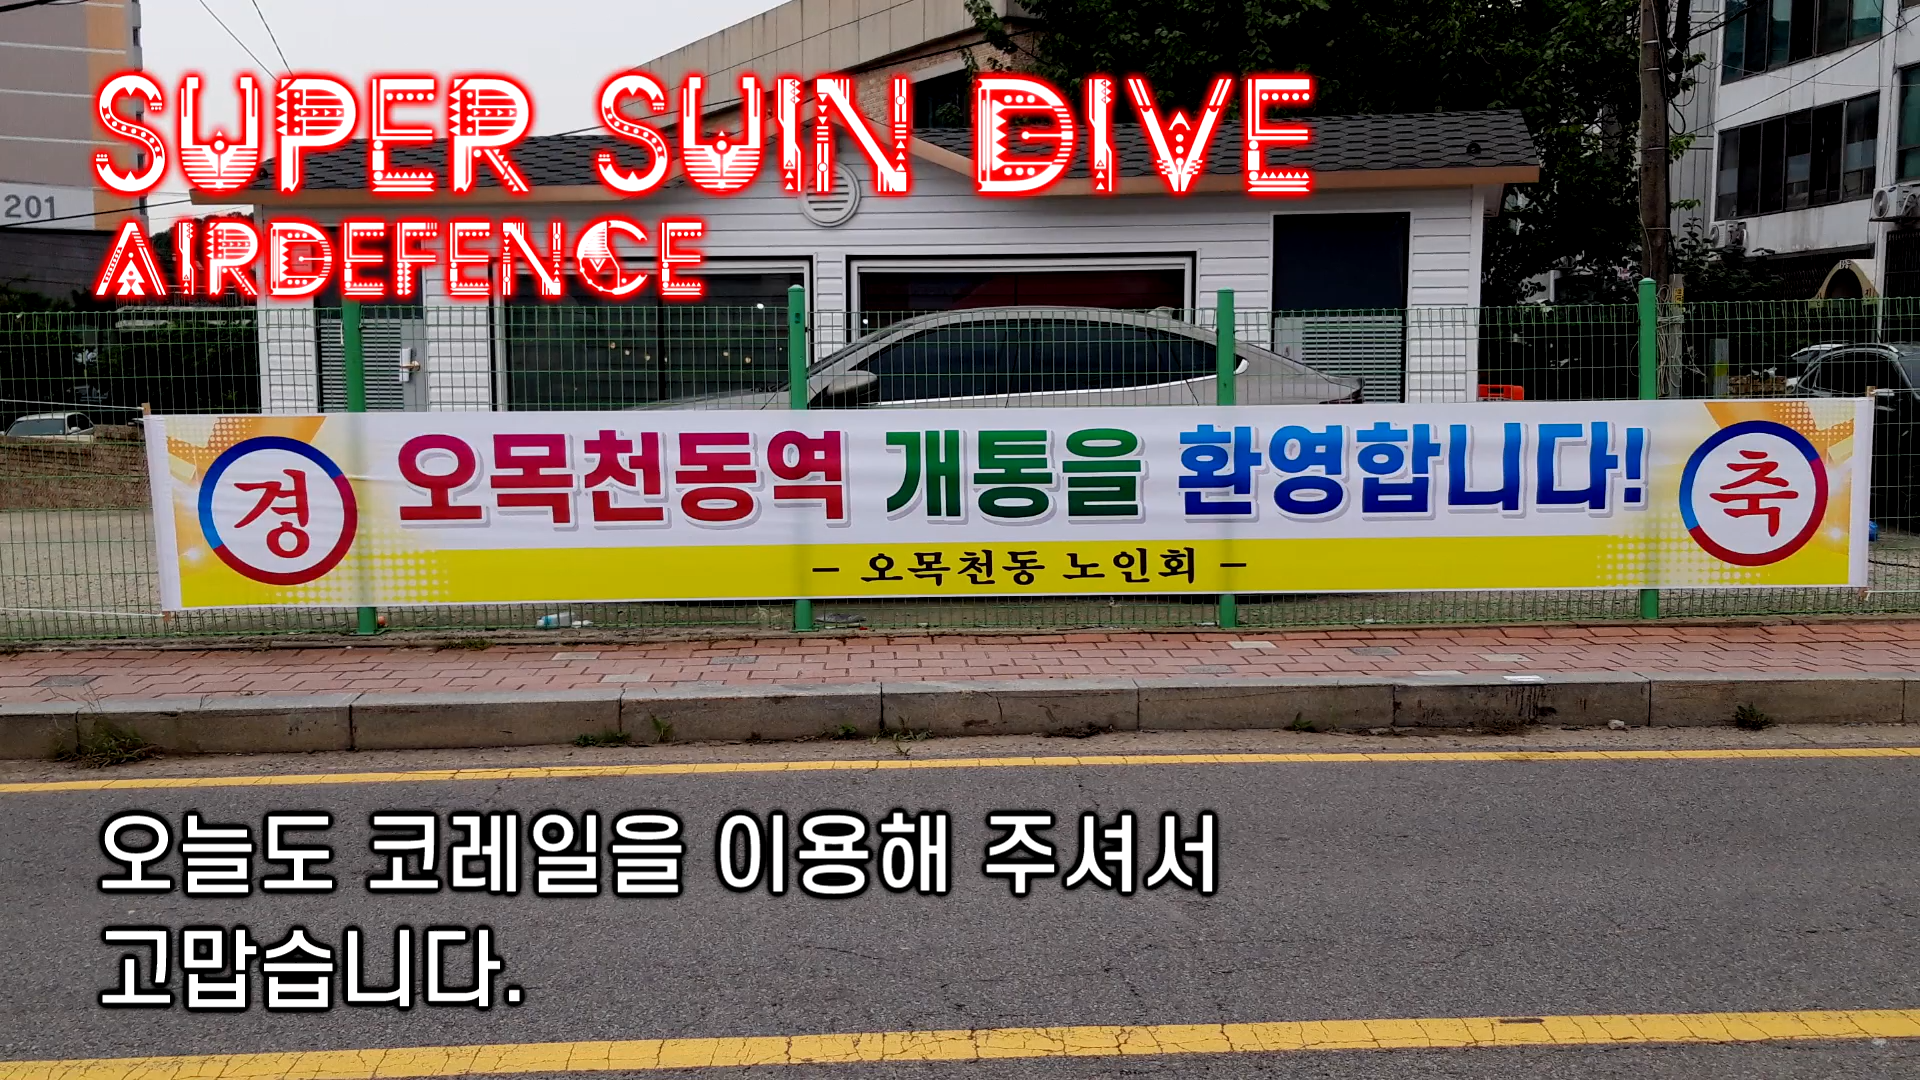 SUPER SUIN DIVE
AIRDEFENCE
201
경 오목천동역 개통을 환영합니다! 축
- 오목천동 노인회 -
오늘도 코레일을 이용해 주셔서
고맙습니다.